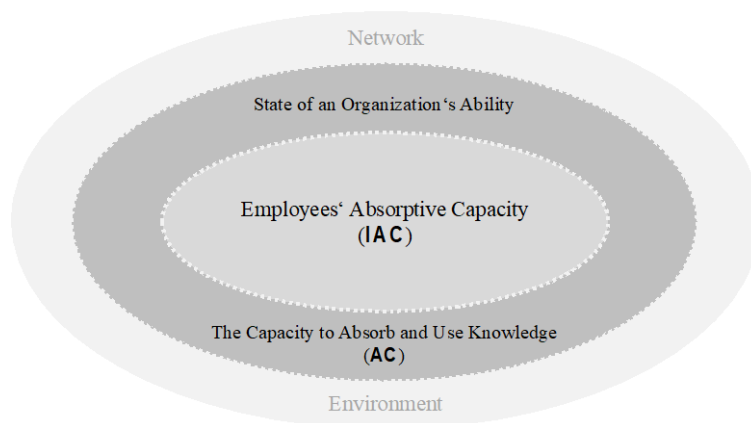 Network
State of an Organization‘s Ability
Employees‘ Absorptive Capacity
(IAC)
The Capacity to Absorb and Use Knowledge
(AC)
Environment